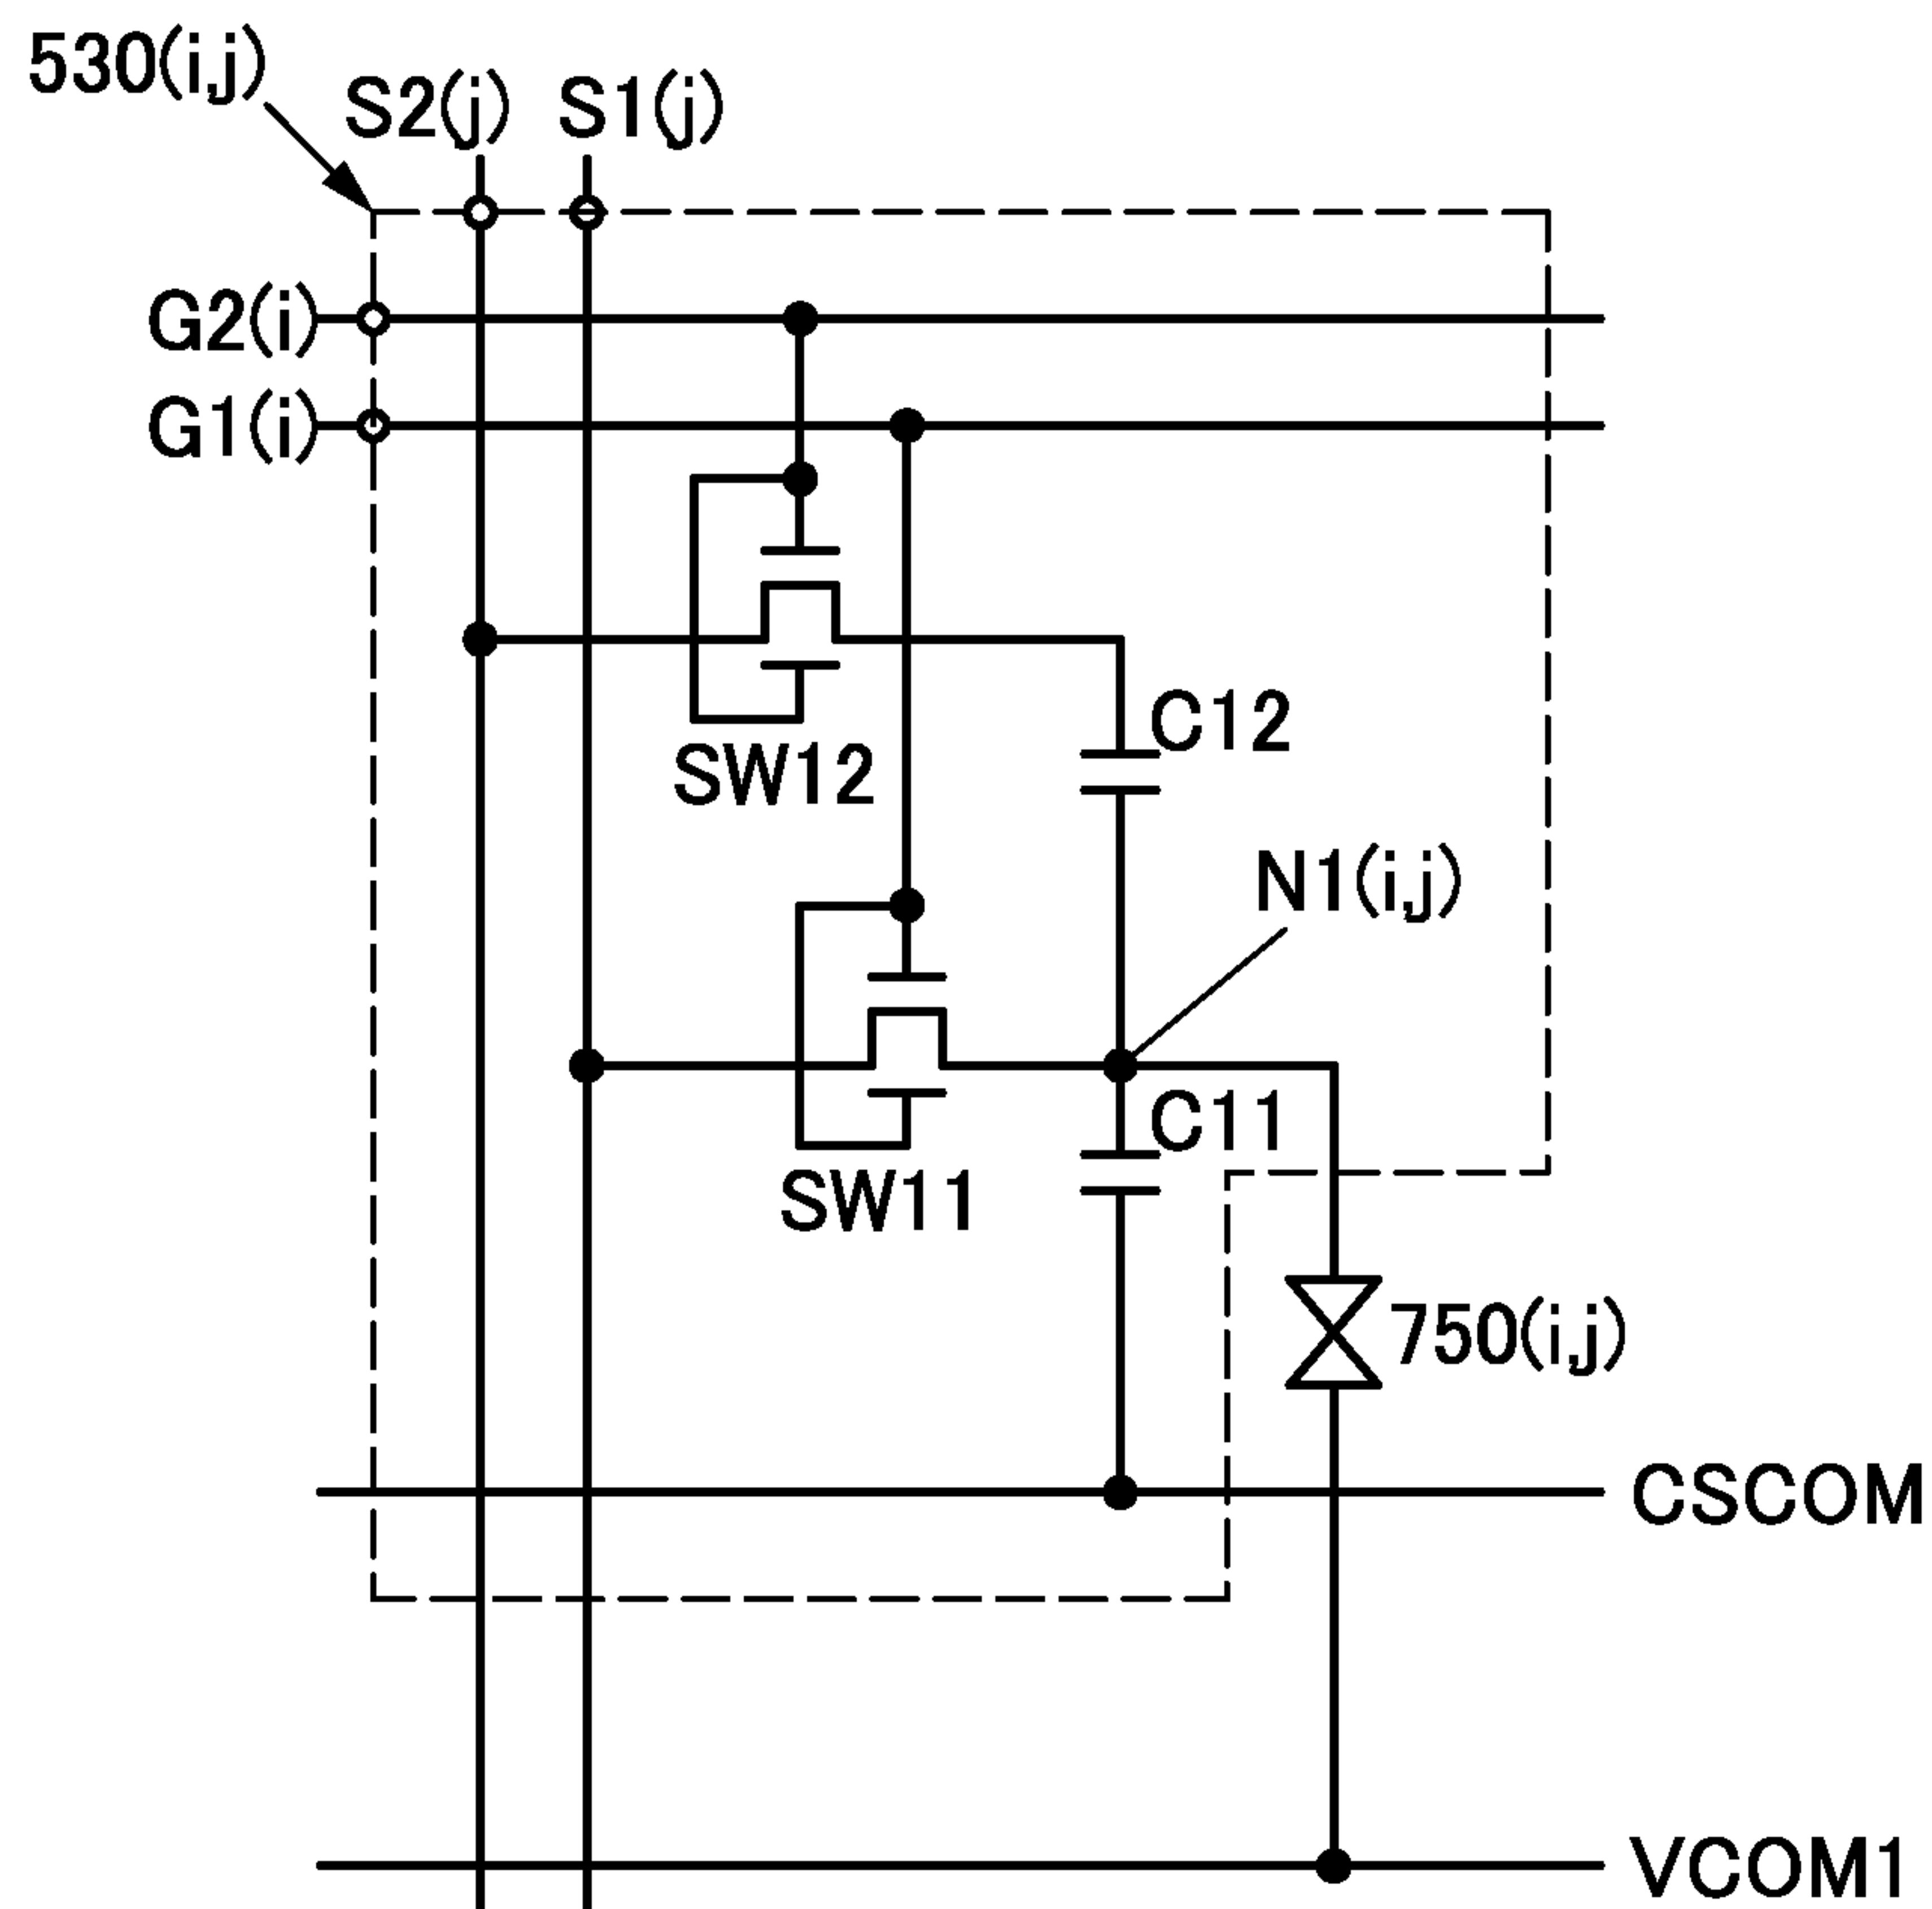 530(i,j)
S2(j) S1(j)
G2(i)
G1(i)
C12
SW12
N1(i,j)
C11
SW11
750(i,j)
CSCOM
VCOM1